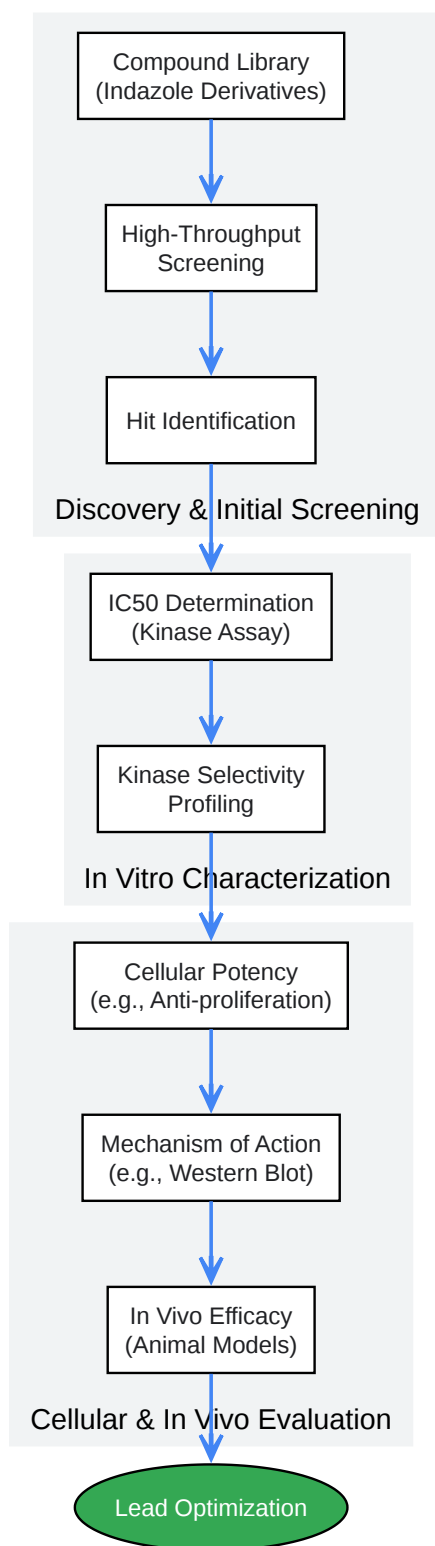 Compound Library
(Indazole Derivatives)
High-Throughput
Screening
Hit Identification
Discovery & Initial Screening
IC50 Determination
(Kinase Assay)
Kinase Selectivity
Profiling
In Vitro Characterization
Cellular Potency
(e.g., Anti-proliferation)
Mechanism of Action
(e.g., Western Blot)
In Vivo Efficacy
(Animal Models)
Cellular & In Vivo Evaluation
Lead Optimization